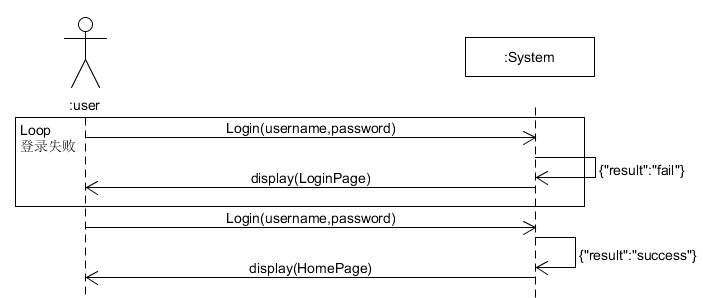 :System
:user
Loop
登录失败
Login(username,password)
{"result":"fail"}
display(LoginPage)
Login(username,password)
{"result":"success"}
display(HomePage)